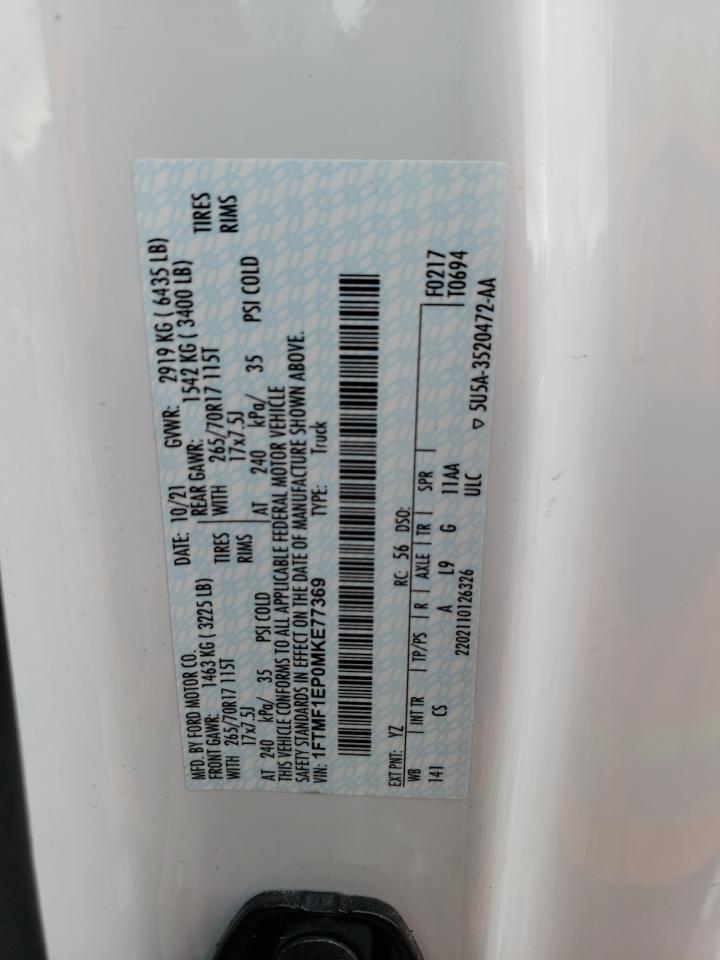 MFD. BY FORD MOTOR CO.
DATE: 10/21 GVWR: 2919 KG ( 6435 LB)
FRONT GAWR: 1463 KG ( 3225 LB) REAR GAWR: 1542 KG ( 3400 LB)
WITH 265/70R17 115T TIRES WITH 265/70R17 115T TIRES
17x7.5J RIMS 17x7.5J RIMS
AT 240 kPa/ 35 PSI COLD AT 240 kPa/ 35 PSI COLD
THIS VEHICLE CONFORMS TO ALL APPLICABLE FEDERAL MOTOR VEHICLE
SAFETY STANDARDS IN EFFECT ON THE DATE OF MANUFACTURE SHOWN ABOVE.
VIN: 1FTMF1EP0MKE77369 TYPE: Truck
EXT PNT: YZ RC: 56 DSO: F0217
WB INT TR TP/PS R AXLE TR SPR T0694
141 CS A L9 G 11AA
2202110126326 ULC ▽ 5U5A-3520472-AA